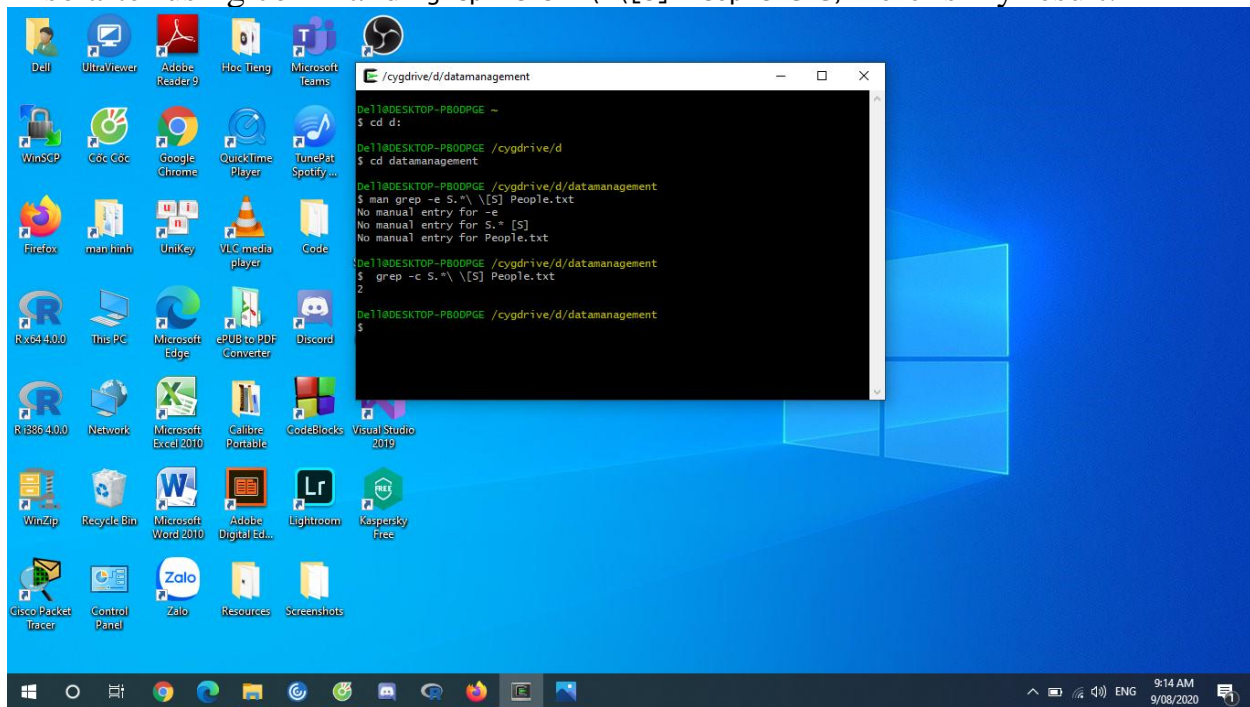 Dell
UltraViewer
Adobe
Reader 9
Hoc Tieng
Microsoft
Teams
WinSCP
Cốc Cốc
Google
Chrome
QuickTime
Player
TunePat
Spotify ...
Firefox
man hinh
UniKey
VLC media
player
Code
R x64 4.0.0
This PC
Microsoft
Edge
ePUB to PDF
Converter
Discord
R i386 4.0.0
Network
Microsoft
Excel 2010
Calibre
Portable
CodeBlocks
Visual Studio
2019
WinZip
Recycle Bin
Microsoft
Word 2010
Adobe
Digital Ed...
Lightroom
Kaspersky
Free
Cisco Packet
Tracer
Control
Panel
Zalo
Resources
Screenshots
/cygdrive/d/datamanagement
Dell@DESKTOP-PBODPGE ~
$ cd d:
Dell@DESKTOP-PBODPGE /cygdrive/d
$ cd datamanagement
Dell@DESKTOP-PBODPGE /cygdrive/d/datamanagement
$ man grep -e S.*\ \[S] People.txt
No manual entry for -e
No manual entry for S.* [S]
No manual entry for People.txt
Dell@DESKTOP-PBODPGE /cygdrive/d/datamanagement
$  grep -c S.*\ \[S] People.txt
2
Dell@DESKTOP-PBODPGE /cygdrive/d/datamanagement
$
ENG
9:14 AM
9/08/2020